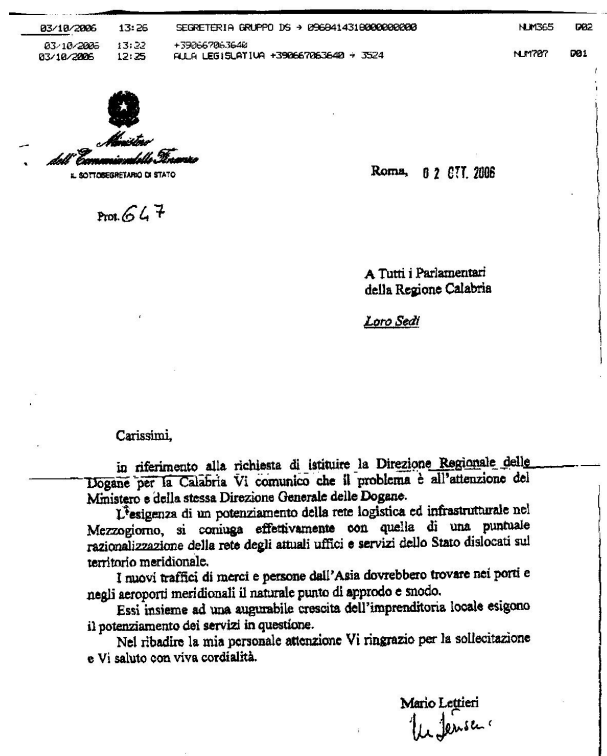 03/10/2006 13:26 SEGRETERIA GRUPPO DS → 0968414318000000000 NUM365 D02
03/10/2006 13:22 +390667063640
03/10/2006 12:25 AULA LEGISLATIVA +390667063640 → 3524 NUM707 D01
Ministero
dell'Economia e delle Finanze
IL SOTTOSEGRETARIO DI STATO
Roma, 02 OTT. 2006
Prot. 647
A Tutti i Parlamentari
della Regione Calabria
Loro Sedi
Carissimi,
in riferimento alla richiesta di istituire la Direzione Regionale delle
Dogane per la Calabria Vi comunico che il problema è all'attenzione del
Ministero e della stessa Direzione Generale delle Dogane.
L'esigenza di un potenziamento della rete logistica ed infrastrutturale nel
Mezzogiorno, si coniuga effettivamente con quella di una puntuale
razionalizzazione della rete degli attuali uffici e servizi dello Stato dislocati sul
territorio meridionale.
I nuovi traffici di merci e persone dall'Asia dovrebbero trovare nei porti e
negli aeroporti meridionali il naturale punto di approdo e snodo.
Essi insieme ad una augurabile crescita dell'imprenditoria locale esigono
il potenziamento dei servizi in questione.
Nel ribadire la mia personale attenzione Vi ringrazio per la sollecitazione
e Vi saluto con viva cordialità.
Mario Lettieri